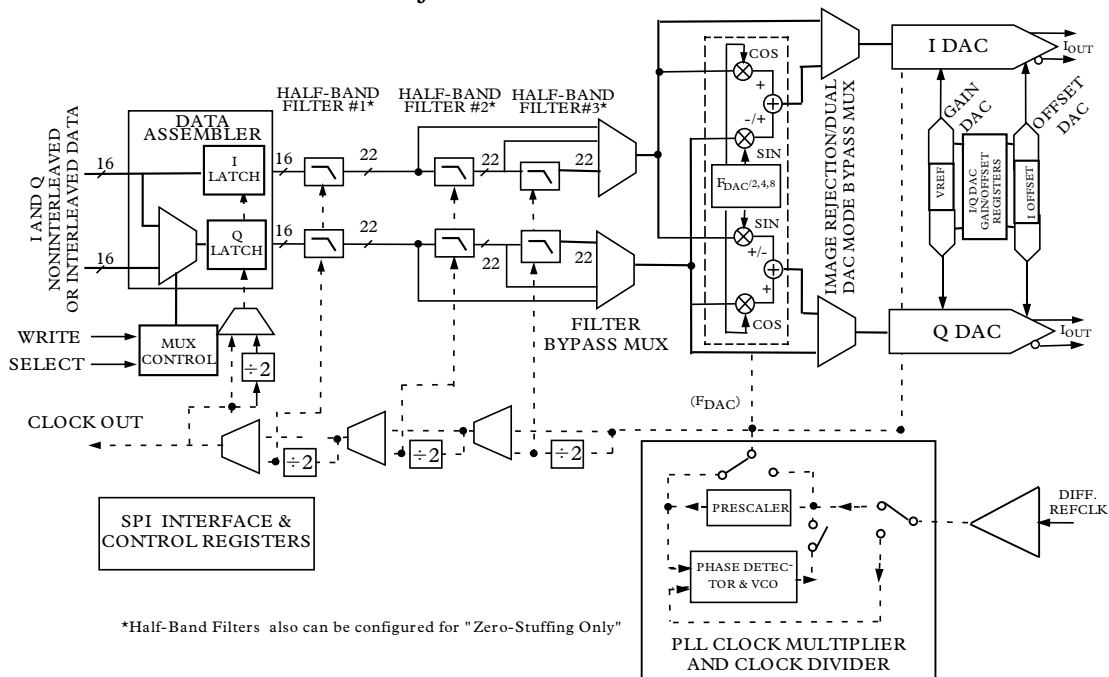 COS
I DAC
I_OUT
HALF-BAND
FILTER #1*
HALF-BAND
FILTER #2*
HALF-BAND
FILTER#3*
+
-/+
SIN
DATA
ASSEMBLER
I AND Q
NONINTERLEAVED
OR INTERLEAVED DATA
16
I
LATCH
16
22
22
22
F_DAC/2,4,8
IMAGE REJECTION/DUAL
DAC MODE BYPASS MUX
GAIN
DAC
OFFSET
DAC
VREF
I/Q DAC
GAIN/OFFSET
REGISTERS
I OFFSET
Q
LATCH
16
22
22
22
SIN
+/-
+
COS
16
FILTER
BYPASS MUX
Q DAC
I_OUT
WRITE
SELECT
MUX
CONTROL
÷2
(F_DAC)
CLOCK OUT
÷2
÷2
÷2
SPI INTERFACE &
CONTROL REGISTERS
PRESCALER
DIFF.
REFCLK
PHASE DETEC-
TOR & VCO
*Half-Band Filters also can be configured for "Zero-Stuffing Only"
PLL CLOCK MULTIPLIER
AND CLOCK DIVIDER